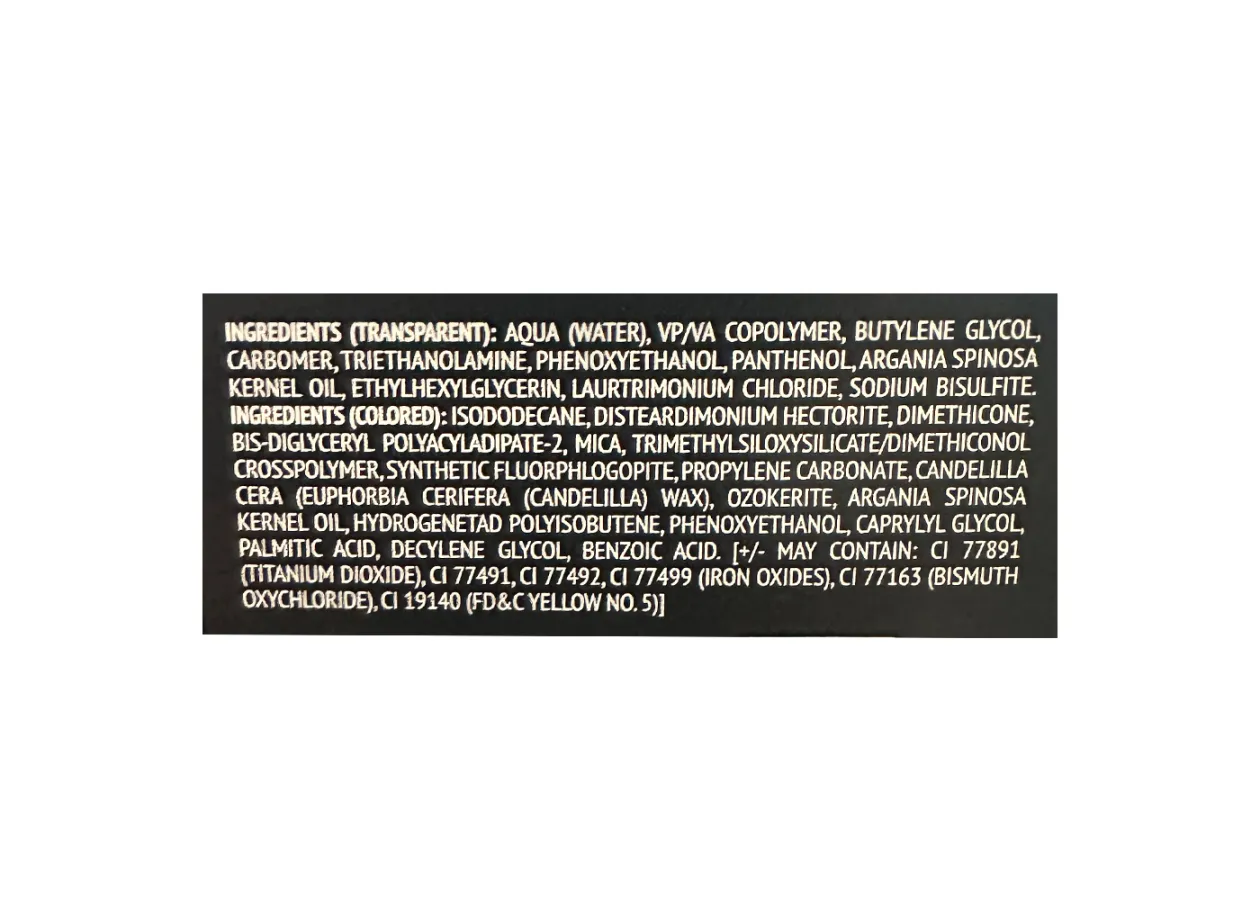 INGREDIENTS (TRANSPARENT): AQUA (WATER), VP/VA COPOLYMER, BUTYLENE GLYCOL,
CARBOMER, TRIETHANOLAMINE, PHENOXYETHANOL, PANTHENOL, ARGANIA SPINOSA
KERNEL OIL, ETHYLHEXYLGLYCERIN, LAURTRIMONIUM CHLORIDE, SODIUM BISULFITE.
INGREDIENTS (COLORED): ISODODECANE, DISTEARDIMONIUM HECTORITE, DIMETHICONE,
BIS-DIGLYCERYL POLYACYLADIPATE-2, MICA, TRIMETHYLSILOXYSILICATE/DIMETHICONOL
CROSSPOLYMER, SYNTHETIC FLUORPHLOGOPITE, PROPYLENE CARBONATE, CANDELILLA
CERA (EUPHORBIA CERIFERA (CANDELILLA) WAX), OZOKERITE, ARGANIA SPINOSA
KERNEL OIL, HYDROGENETAD POLYISOBUTENE, PHENOXYETHANOL, CAPRYLYL GLYCOL,
PALMITIC ACID, DECYLENE GLYCOL, BENZOIC ACID. [+/- MAY CONTAIN: CI 77891
(TITANIUM DIOXIDE), CI 77491, CI 77492, CI 77499 (IRON OXIDES), CI 77163 (BISMUTH
OXYCHLORIDE), CI 19140 (FD&C YELLOW NO. 5)]